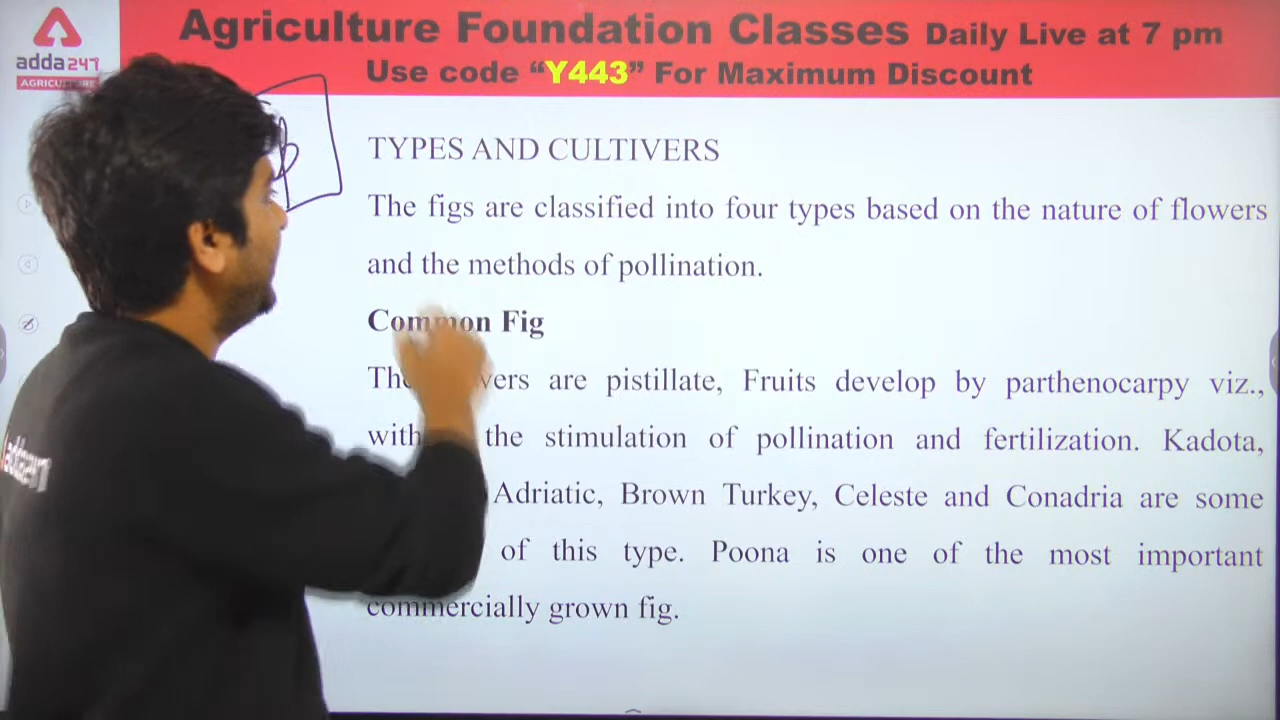 Agriculture Foundation Classes Daily Live at 7 pm
Use code “Y443” For Maximum Discount
adda247
AGRICULTURE
TYPES AND CULTIVERS
The figs are classified into four types based on the nature of flowers
and the methods of pollination.
Common Fig
The are pistillate, Fruits develop by parthenocarpy viz.,
the stimulation of pollination and fertilization. Kadota,
Adriatic, Brown Turkey, Celeste and Conadria are some
of this type. Poona is one of the most important
commercially grown fig.